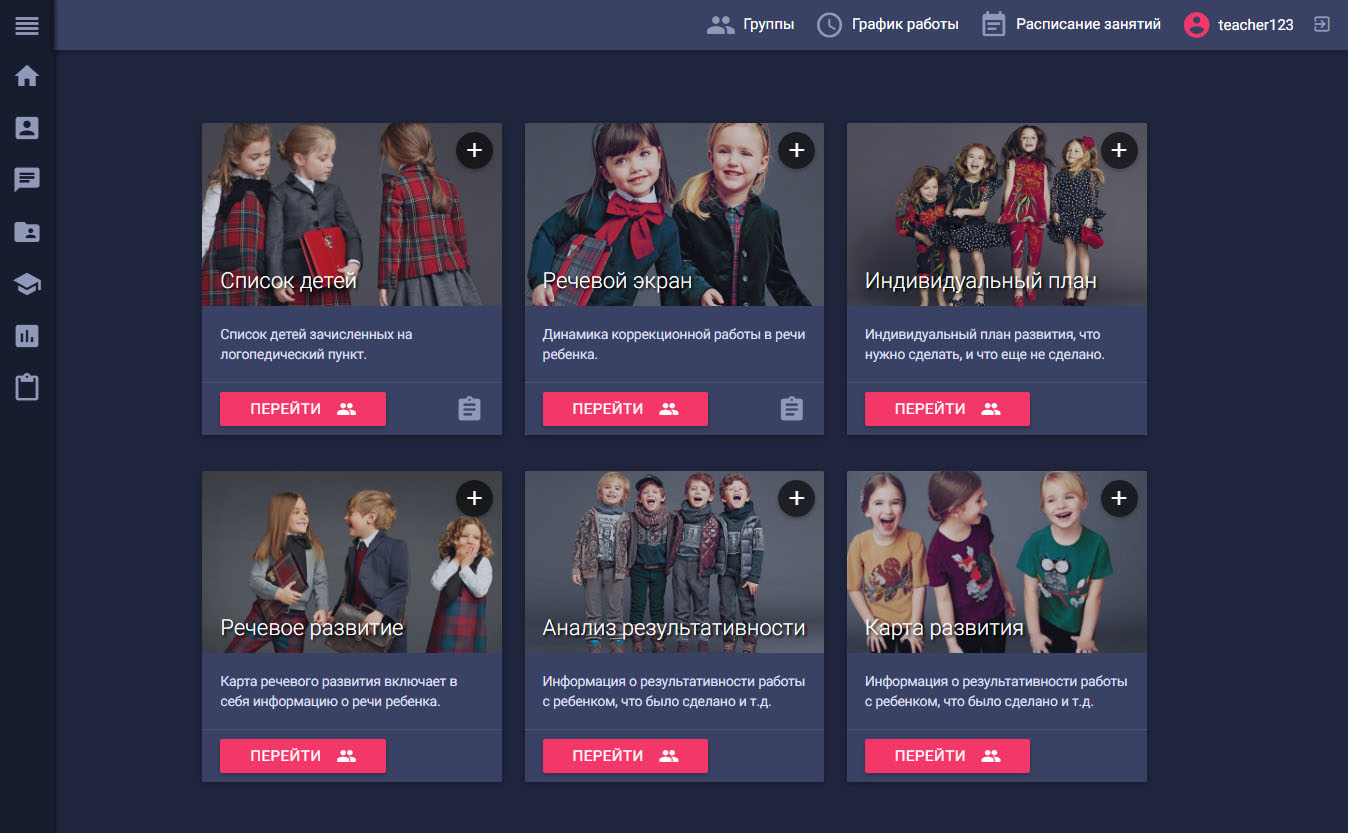 Группы
График работы
Расписание занятий
teacher123
Список детей
Список детей зачисленных на
логопедический пункт.
ПЕРЕЙТИ
Речевой экран
Динамика коррекционной работы в речи
ребенка.
ПЕРЕЙТИ
Индивидуальный план
Индивидуальный план развития, что
нужно сделать, и что еще не сделано.
ПЕРЕЙТИ
Речевое развитие
Карта речевого развития включает в
себя информацию о речи ребенка.
ПЕРЕЙТИ
Анализ результативности
Информация о результативности работы
с ребенком, что было сделано и т.д.
ПЕРЕЙТИ
Карта развития
Информация о результативности работы
с ребенком, что было сделано и т.д.
ПЕРЕЙТИ